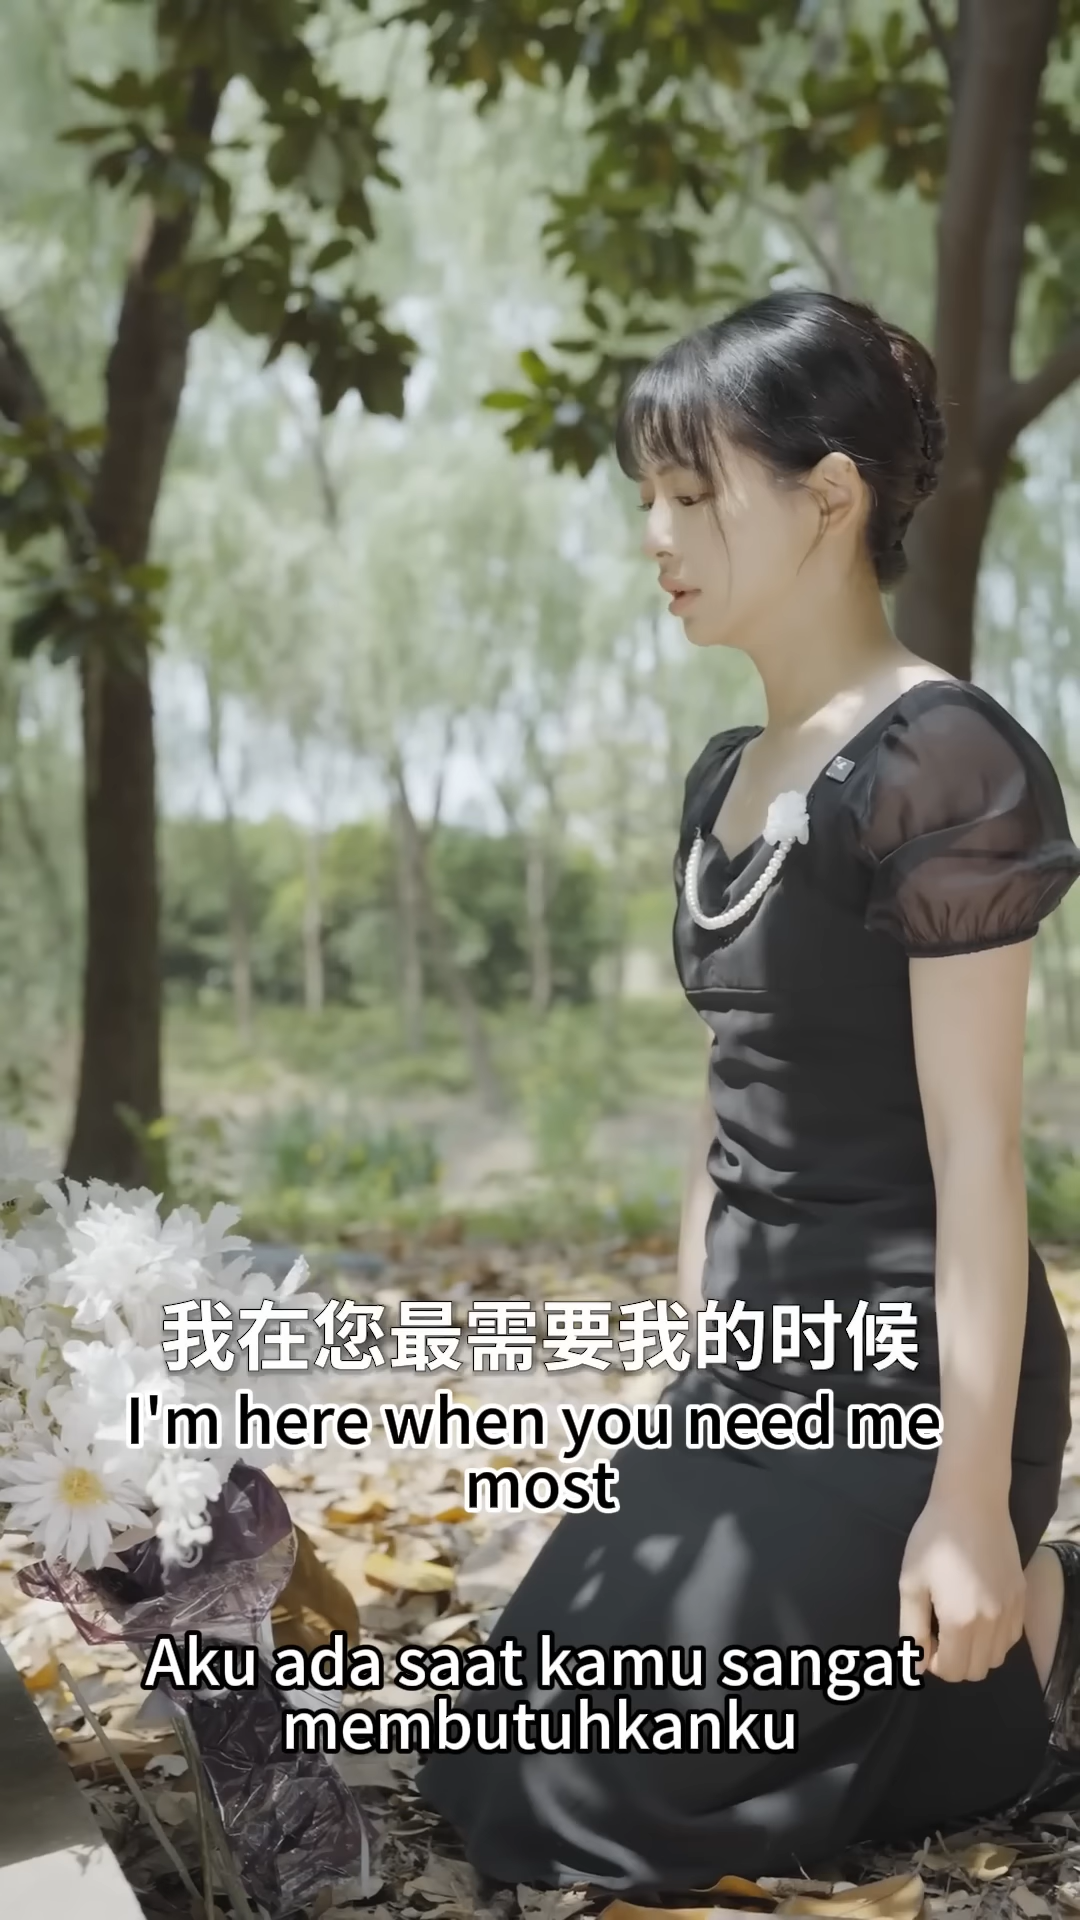 我在您最需要我的时候
I'm here when you need me
most
Aku ada saat kamu sangat
membutuhkanku